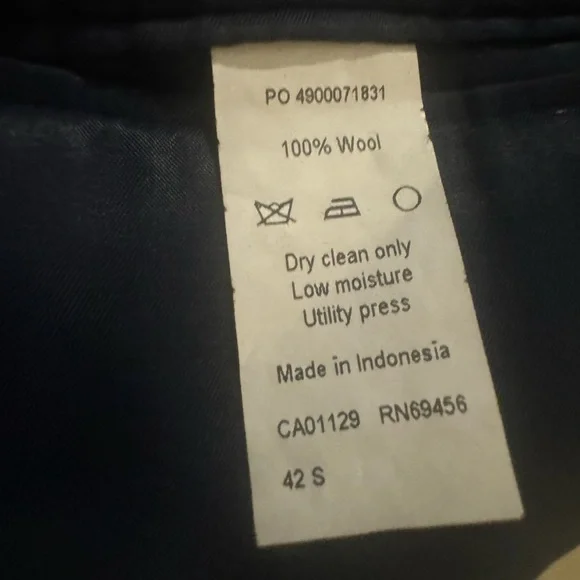 PO 4900071831
100% Wool
Dry clean only
Low moisture
Utility press
Made in Indonesia
CA01129 RN69456
42 S